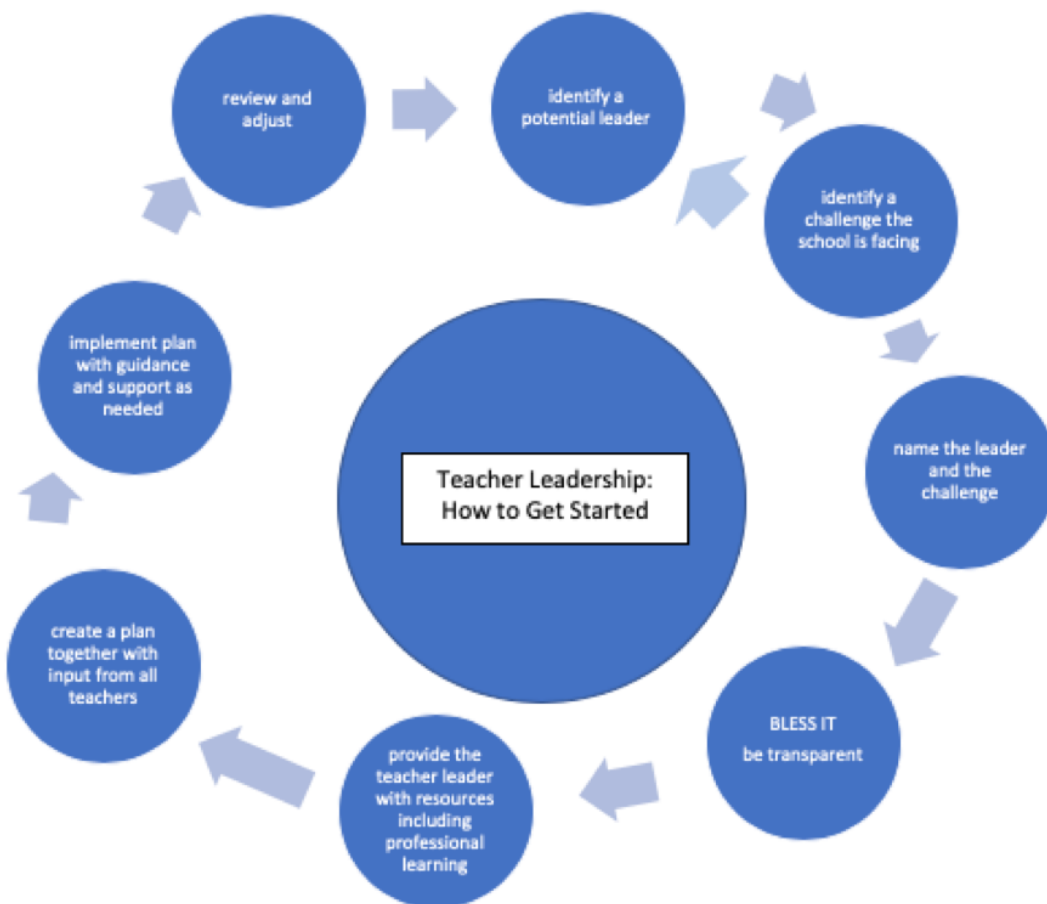 review and
adjust
identify a
potential leader
identify a
challenge the
school is facing
name the leader
and the
challenge
BLESS IT
be transparent
provide the
teacher leader
with resources
including
professional
learning
create a plan
together with
input from all
teachers
implement plan
with guidance
and support as
needed
Teacher Leadership:
How to Get Started